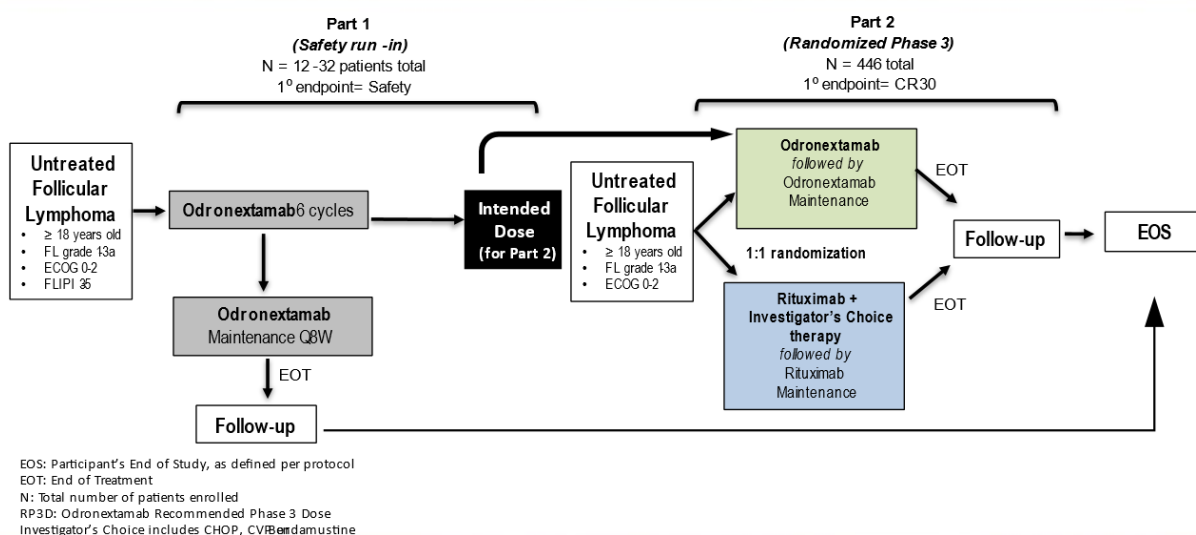 Part 1
(Safety run -in)
N = 12 -32 patients total
1º endpoint= Safety
Part 2
(Randomized Phase 3)
N = 446 total
1º endpoint= CR30
Untreated
Follicular
Lymphoma
• ≥ 18 years old
• FL grade 1-3a
• ECOG 0-2
• FLIPI 35
Odronextamab 6 cycles
Odronextamab
Maintenance Q8W
EOT
Follow-up
Intended
Dose
(for Part 2)
Untreated
Follicular
Lymphoma
• ≥ 18 years old
• FL grade 1-3a
• ECOG 0-2
1:1 randomization
Odronextamab
followed by
Odronextamab
Maintenance
EOT
Rituximab +
Investigator's Choice
therapy
followed by
Rituximab
Maintenance
EOT
Follow-up
EOS
EOS: Participant's End of Study, as defined per protocol
EOT: End of Treatment
N: Total number of patients enrolled
RP3D: Odronextamab Recommended Phase 3 Dose
Investigator's Choice includes CHOP, Bendamustine